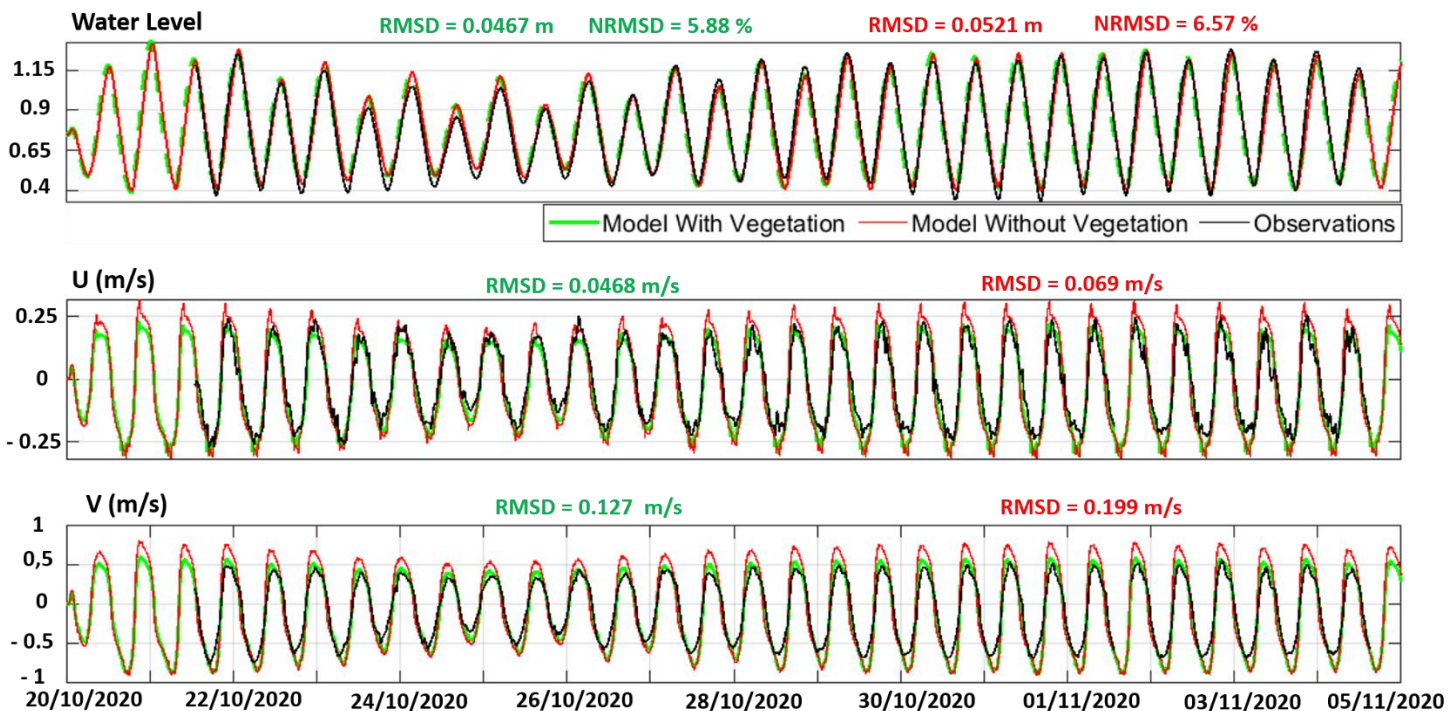 Water Level RMSD = 0.0467 m NRMSD = 5.88 % RMSD = 0.0521 m NRMSD = 6.57 %
1.15
0.9
0.65
0.4
Model With Vegetation Model Without Vegetation Observations
U (m/s) RMSD = 0.0468 m/s RMSD = 0.069 m/s
0.25
0
- 0.25
V (m/s) RMSD = 0.127 m/s RMSD = 0.199 m/s
1
0.5
0
- 0.5
- 1
20/10/2020 22/10/2020 24/10/2020 26/10/2020 28/10/2020 30/10/2020 01/11/2020 03/11/2020 05/11/2020